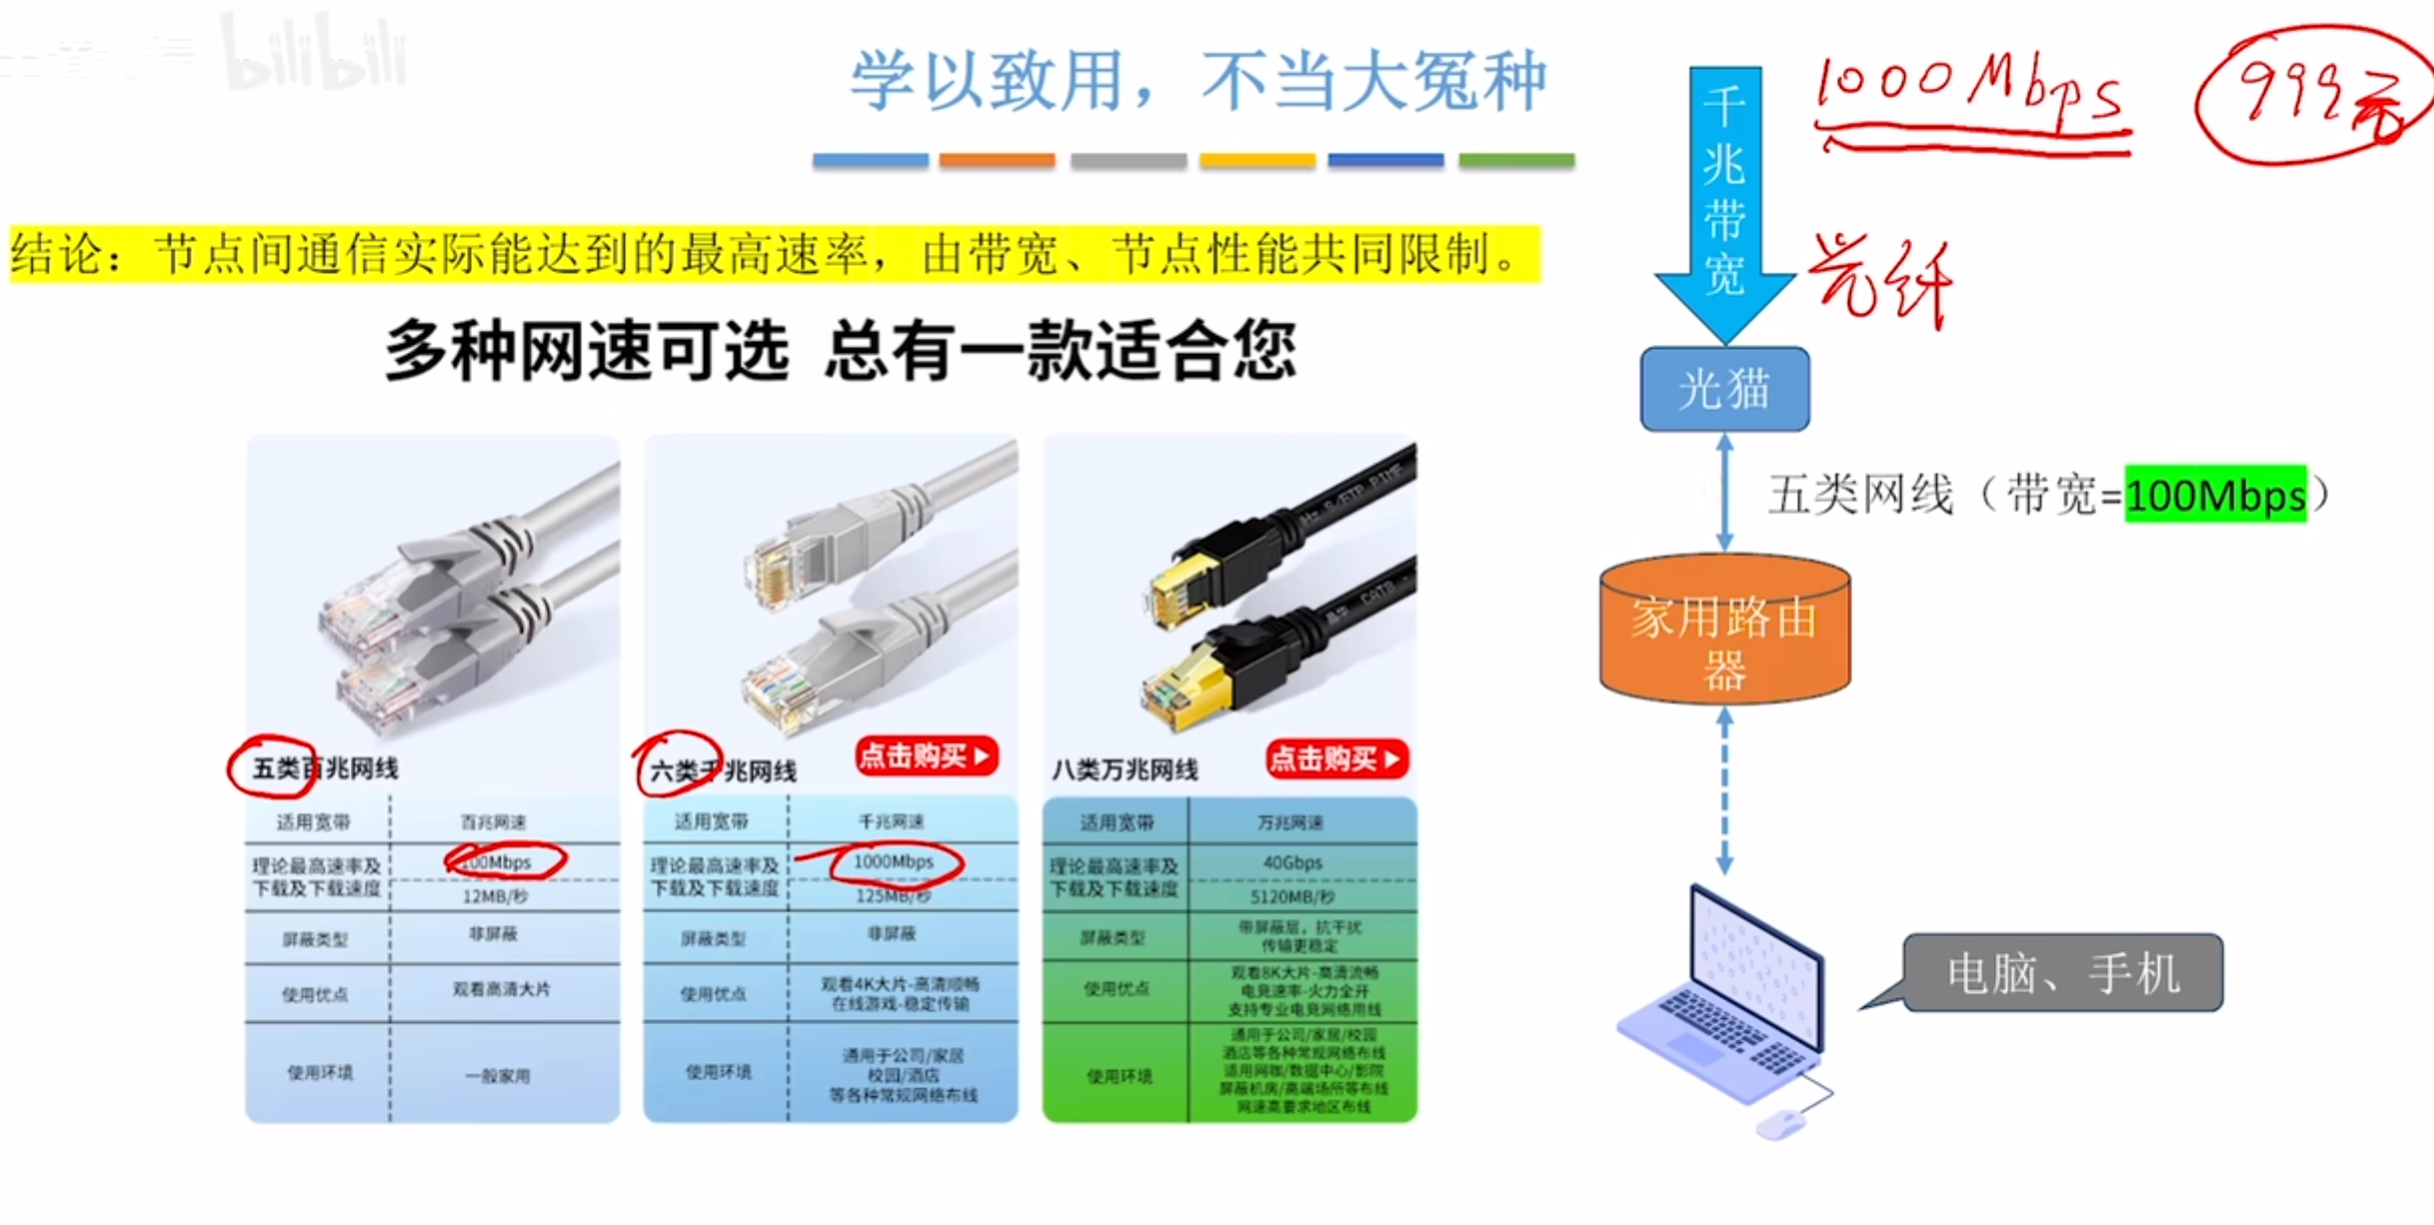 bilibili
学以致用，不当大冤种
结论：节点间通信实际能达到的最高速率，由带宽、节点性能共同限制。
多种网速可选 总有一款适合您
五类百兆网线
适用宽带 百兆网速
理论最高速率及下载及下载速度 100Mbps
12MB/秒
屏蔽类型 非屏蔽
使用优点 观看高清大片
使用环境 一般家用
六类千兆网线
点击购买
适用宽带 千兆网速
理论最高速率及下载及下载速度 1000Mbps
125MB/秒
屏蔽类型 非屏蔽
使用优点 观看4K大片-高清顺畅
在线游戏-稳定传输
使用环境 通用于公司/家居
校园/酒店
等各种常规网络布线
CAT8
八类万兆网线
点击购买
适用宽带 万兆网速
理论最高速率及下载及下载速度 40Gbps
5120MB/秒
屏蔽类型 带屏蔽层，抗干扰
传输更稳定
使用优点 观看8K大片-高清流畅
电竞速率-火力全开
支持专业电竞网络用线
使用环境 通用于公司/家居/校园
酒店等各种常规网络布线
适用网咖/数据中心/影院
屏蔽机房/高端场所等布线
网速高要求地区布线
千兆带宽
1000Mbps
999元
光纤
光猫
五类网线（带宽=100Mbps）
家用路由器
电脑、手机